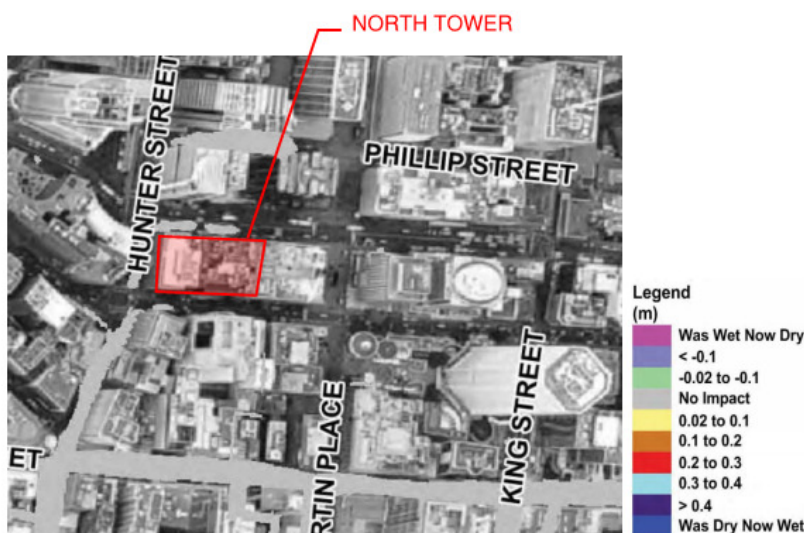 NORTH TOWER
HUNTER STREET
PHILLIP STREET
ET
RTIN PLACE
KING STREET
Legend
(m)
Was Wet Now Dry
< -0.1
-0.02 to -0.1
No Impact
0.02 to 0.1
0.1 to 0.2
0.2 to 0.3
0.3 to 0.4
> 0.4
Was Dry Now Wet